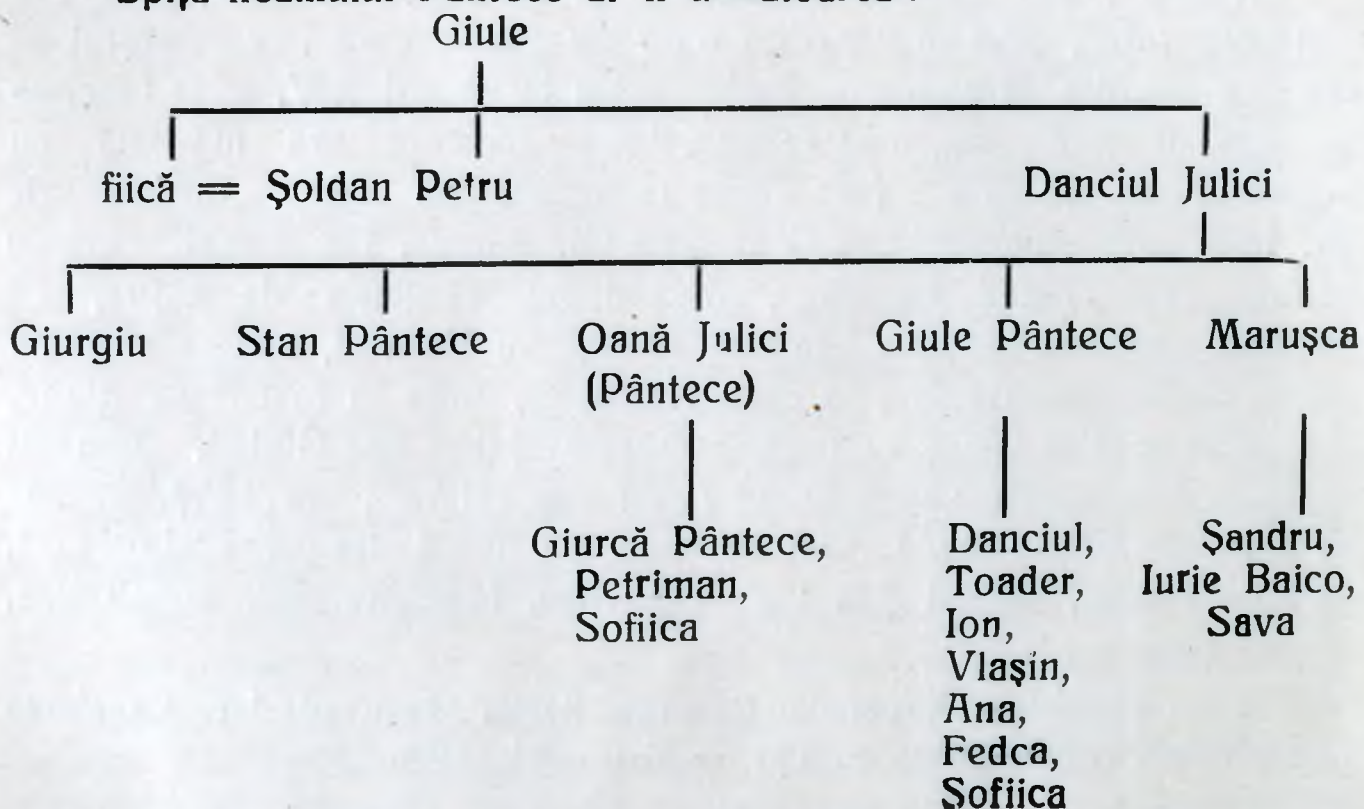 Pântece
Giule
fiică = Şoldan Petru Danciul Julici
Giurgiu Stan Pântece Oană Julici Giule Pântece Maruşca
(Pântece)
Giurcă Pântece, Danciul, Şandru,
Petriman, Toader, Iurie Baico,
Sofiica Ion, Sava
Vlaşin,
Ana,
Fedca,
Sofiica